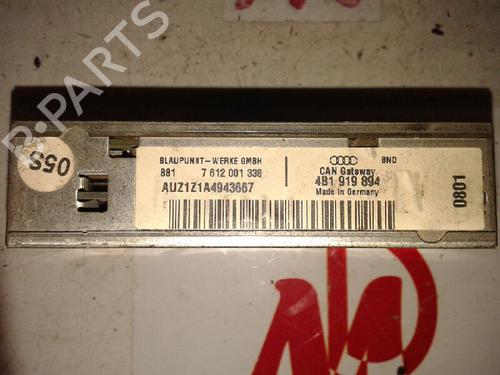 R-PARTS
05S
BLAUPUNKT-WERKE GMBH
881 7 612 001 338
AUZ1Z1A4943667
BND
CAN Gateway
4B1 919 894
Made in Germany
0801